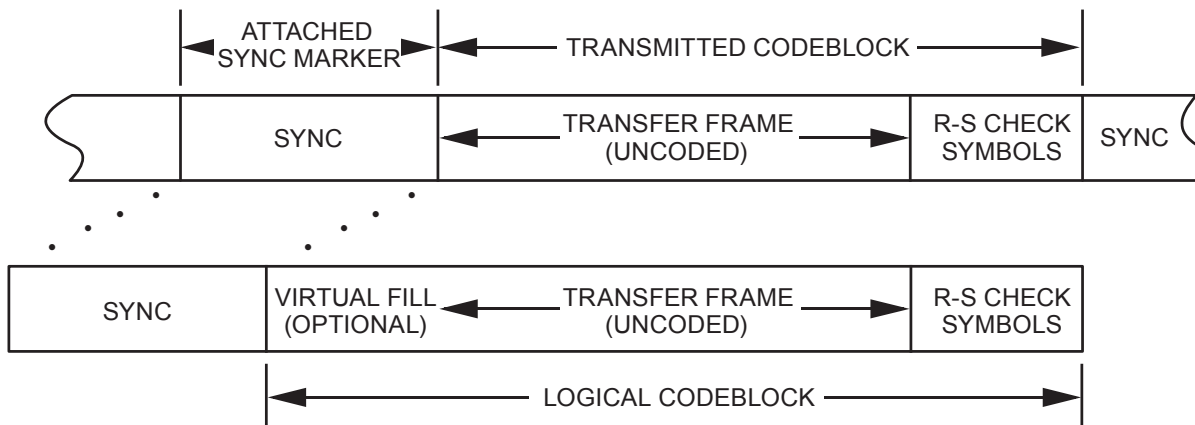 ATTACHED
SYNC MARKER
TRANSMITTED CODEBLOCK
SYNC
TRANSFER FRAME
(UNCODED)
R-S CHECK
SYMBOLS
SYNC
SYNC
VIRTUAL FILL
(OPTIONAL)
TRANSFER FRAME
(UNCODED)
R-S CHECK
SYMBOLS
LOGICAL CODEBLOCK